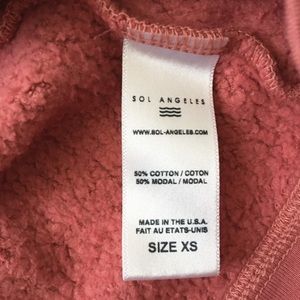 SOL ANGELES
WWW.SOL-ANGELES.COM
50% COTTON / COTON
50% MODAL / MODAL
MADE IN THE U.S.A.
FAIT AU ETATS-UNIS
SIZE XS